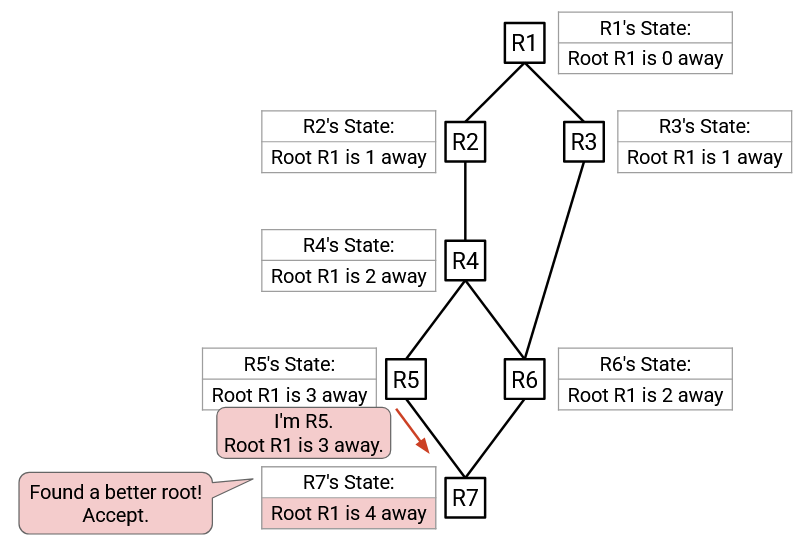 R1
R1's State:
Root R1 is 0 away
R2's State:
Root R1 is 1 away
R2
R3
R3's State:
Root R1 is 1 away
R4's State:
Root R1 is 2 away
R4
R5's State:
Root R1 is 3 away
R5
R6
R6's State:
Root R1 is 2 away
I'm R5.
Root R1 is 3 away.
Found a better root!
Accept.
R7's State:
Root R1 is 4 away
R7